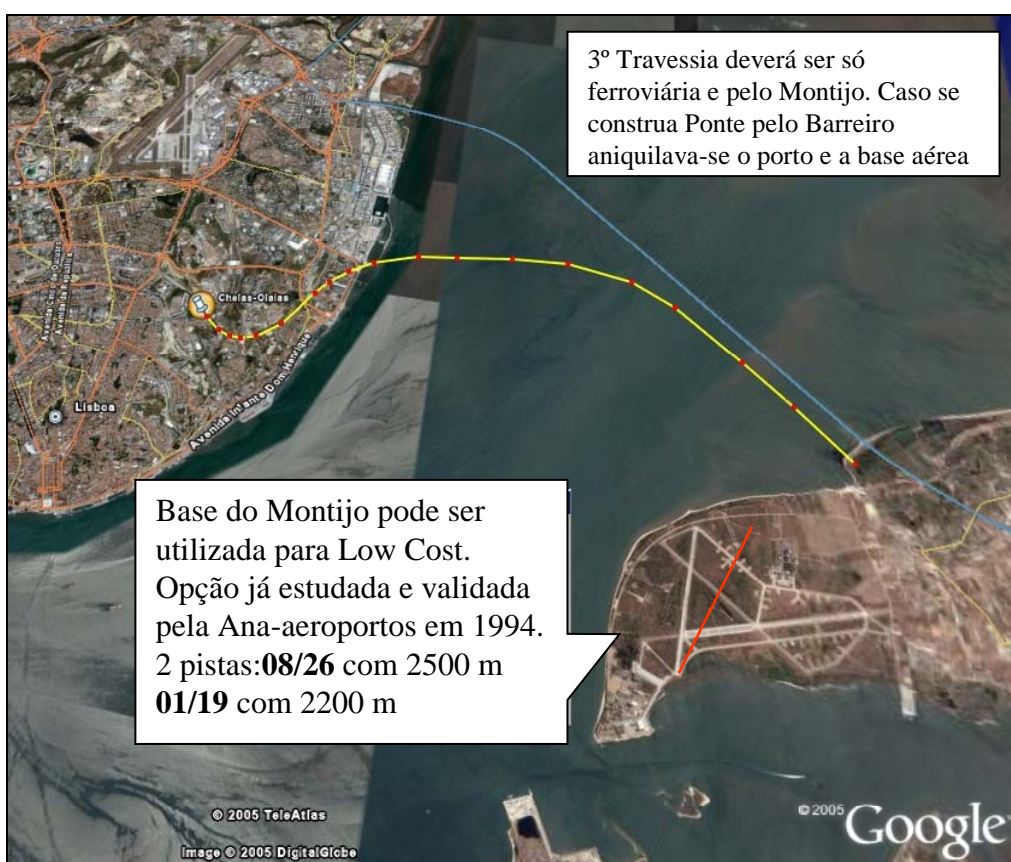 3º Travessia deverá ser só
ferroviária e pelo Montijo. Caso se
construa Ponte pelo Barreiro
aniquilava-se o porto e a base aérea
Chelas-Olaias
Avenida Infante Dom Henrique
Lisboa
Base do Montijo pode ser
utilizada para Low Cost.
Opção já estudada e validada
pela Ana-aeroportos em 1994.
2 pistas:08/26 com 2500 m
01/19 com 2200 m
© 2005 TeleAtlas
Image © 2005 DigitalGlobe
© 2005 Google